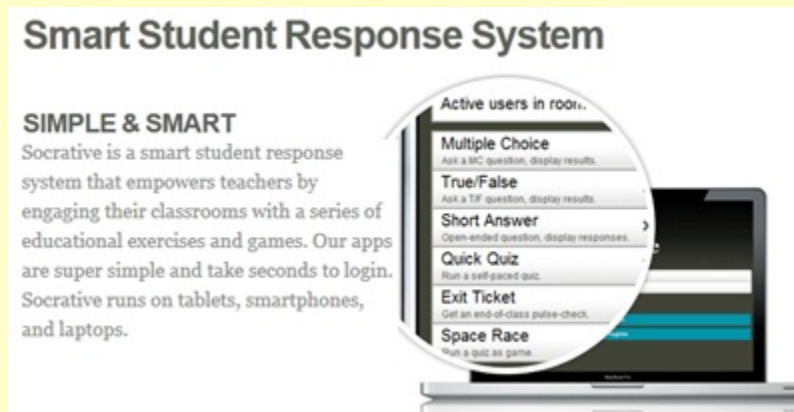 Smart Student Response System
SIMPLE & SMART
Socrative is a smart student response
system that empowers teachers by
engaging their classrooms with a series of
educational exercises and games. Our apps
are super simple and take seconds to login.
Socrative runs on tablets, smartphones,
and laptops.
Active users in room.
Multiple Choice
Ask a MC question, display results.
True/False
Ask a T/F question, display results.
Short Answer
Open-ended question, display responses.
Quick Quiz
Run a self-paced quiz.
Exit Ticket
Get an end-of-class pulse-check.
Space Race
Run a quiz as game.
MacBook Pro